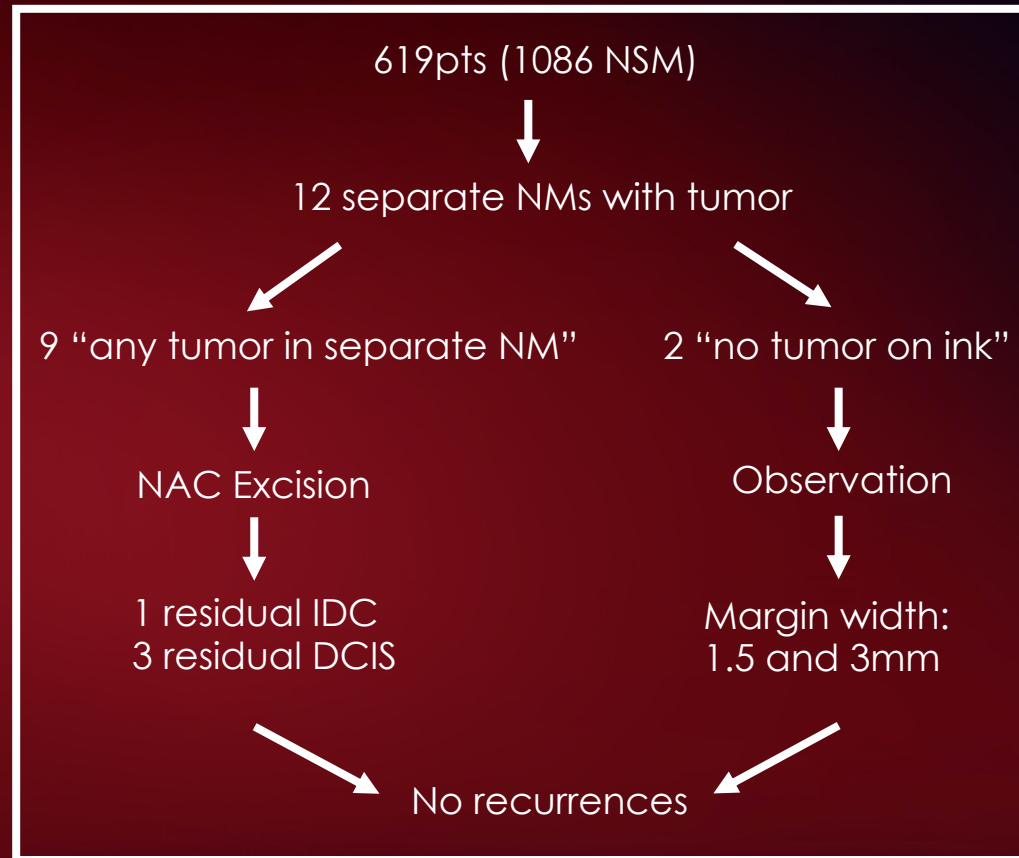 619pts (1086 NSM)
12 separate NMs with tumor
9 “any tumor in separate NM”
2 “no tumor on ink”
NAC Excision
Observation
1 residual IDC
3 residual DCIS
Margin width:
1.5 and 3mm
No recurrences